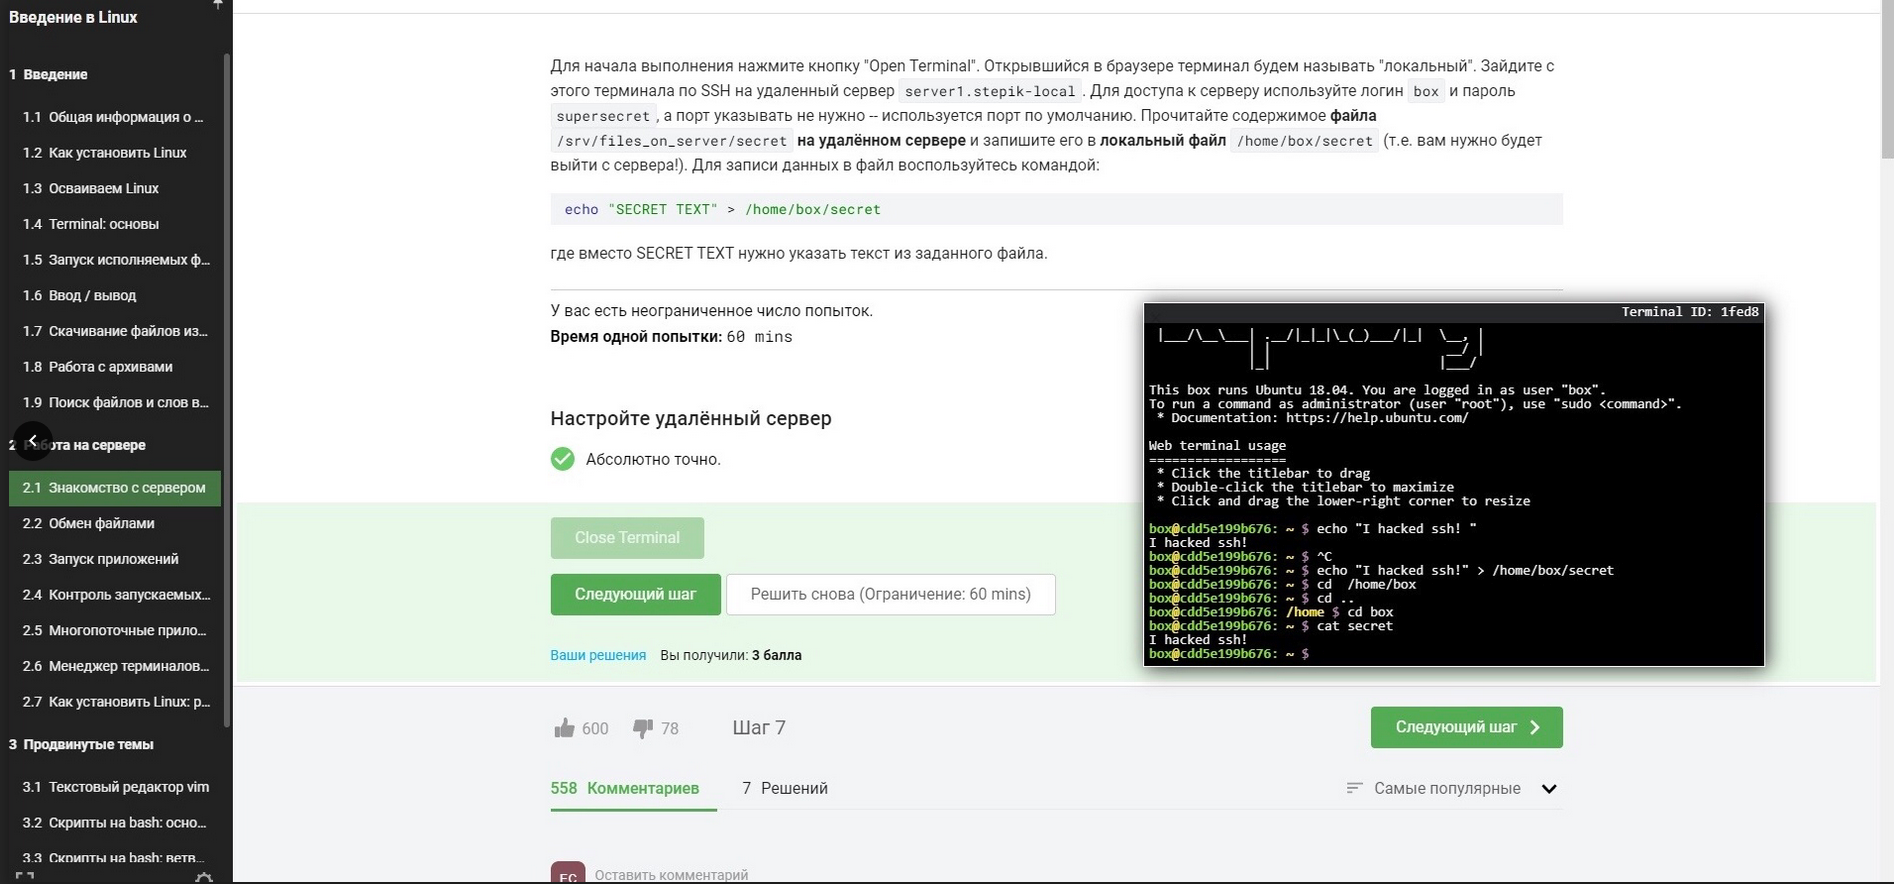 Введение в Linux
1 Введение
1.1 Общая информация о ...
1.2 Как установить Linux
1.3 Осваиваем Linux
1.4 Terminal: основы
1.5 Запуск исполняемых ф...
1.6 Ввод / вывод
1.7 Скачивание файлов из...
1.8 Работа с архивами
1.9 Поиск файлов и слов в...
2 Работа на сервере
2.1 Знакомство с сервером
2.2 Обмен файлами
2.3 Запуск приложений
2.4 Контроль запускаемых...
2.5 Многопоточные прило...
2.6 Менеджер терминалов...
2.7 Как установить Linux: р...
3 Продвинутые темы
3.1 Текстовый редактор vim
3.2 Скрипты на bash: осно...
3.3 Скрипты на bash: ветв...
Для начала выполнения нажмите кнопку "Open Terminal". Открывшийся в браузере терминал будем называть "локальный". Зайдите с
этого терминала по SSH на удаленный сервер server1.stepik-local . Для доступа к серверу используйте логин box и пароль
supersecret , а порт указывать не нужно -- используется порт по умолчанию. Прочитайте содержимое файла
/srv/files_on_server/secret на удалённом сервере и запишите его в локальный файл /home/box/secret (т.е. вам нужно будет
выйти с сервера!). Для записи данных в файл воспользуйтесь командой:
echo "SECRET TEXT" > /home/box/secret
где вместо SECRET TEXT нужно указать текст из заданного файла.
У вас есть неограниченное число попыток.
Время одной попытки: 60 mins
Настройте удалённый сервер
Абсолютно точно.
Close Terminal
Следующий шаг
Решить снова (Ограничение: 60 mins)
Ваши решения Вы получили: 3 балла
Terminal ID: 1fed8
This box runs Ubuntu 18.04. You are logged in as user "box".
To run a command as administrator (user "root"), use "sudo <command>".
* Documentation: https://help.ubuntu.com/
Web terminal usage
==================
* Click the titlebar to drag
* Double-click the titlebar to maximize
* Click and drag the lower-right corner to resize
box@cdd5e199b676: ~ $ echo "I hacked ssh! "
I hacked ssh!
box@cdd5e199b676: ~ $ ^C
box@cdd5e199b676: ~ $ echo "I hacked ssh!" > /home/box/secret
box@cdd5e199b676: ~ $ cd  /home/box
box@cdd5e199b676: ~ $ cd ..
box@cdd5e199b676: /home $ cd box
box@cdd5e199b676: ~ $ cat secret
I hacked ssh!
box@cdd5e199b676: ~ $
600 78 Шаг 7
Следующий шаг
558 Комментариев 7 Решений
Самые популярные
EC Оставить комментарий